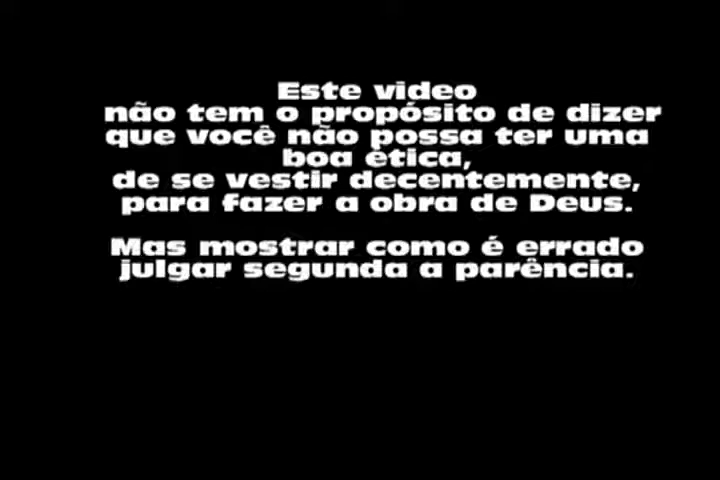 Este video
não tem o propósito de dizer
que você não possa ter uma
boa ética,
de se vestir decentemente,
para fazer a obra de Deus.
Mas mostrar como é errado
julgar segunda a parência.